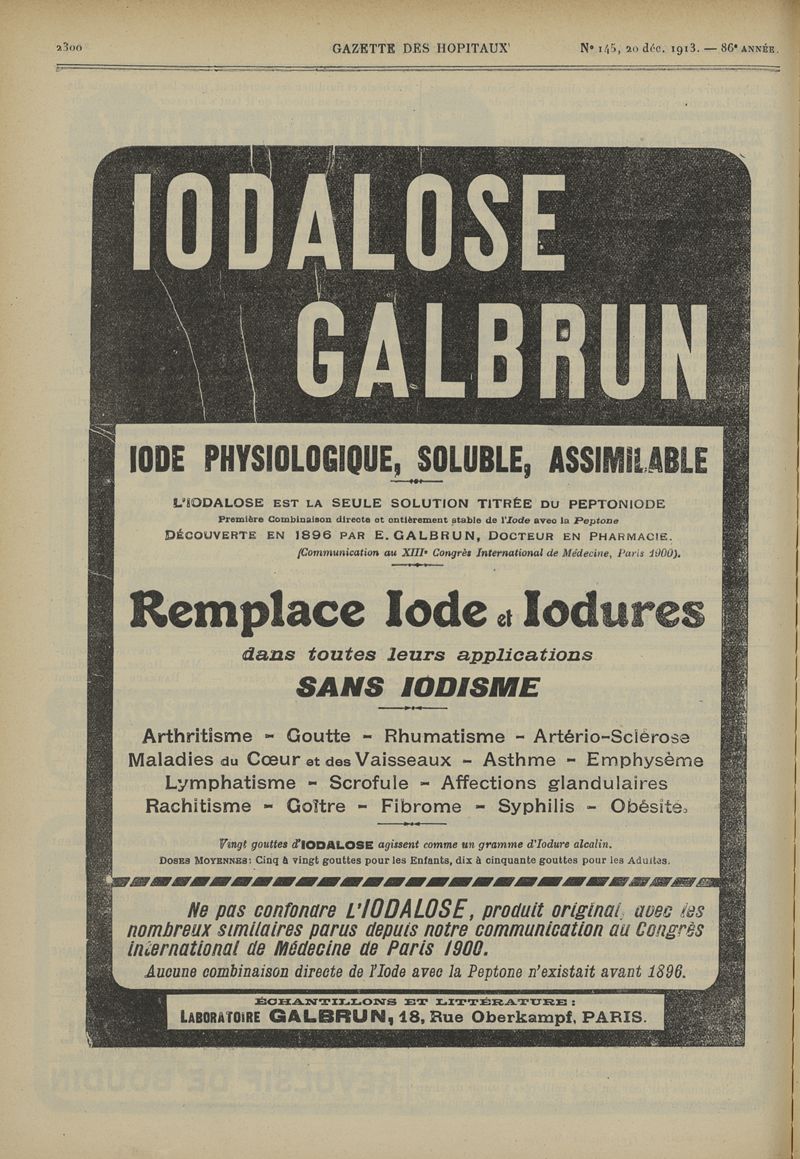 2300 GAZETTE DES HOPITAUX N° 145, 20 déc. 1913. — 86e ANNÉE.
IODALOSE
GALBRUN
IODE PHYSIOLOGIQUE, SOLUBLE, ASSIMILABLE
L'IODALOSE EST LA SEULE SOLUTION TITRÉE DU PEPTONIODE
Première Combinaison directe et entièrement stable de l'Iode avec la Peptone
DÉCOUVERTE EN 1896 PAR E. GALBRUN, DOCTEUR EN PHARMACIE.
(Communication au XIIIe Congrès International de Médecine, Paris 1900).
Remplace Iode et Iodures
dans toutes leurs applications
SANS IODISME
Arthritisme - Goutte - Rhumatisme - Artério-Sclérose
Maladies du Cœur et des Vaisseaux - Asthme - Emphysème
Lymphatisme - Scrofule - Affections glandulaires
Rachitisme - Goître - Fibrome - Syphilis - Obésité.
Vingt gouttes d'IODALOSE agissent comme un gramme d'Iodure alcalin.
DOSES MOYENNES: Cinq à vingt gouttes pour les Enfants, dix à cinquante gouttes pour les Adultes.
Ne pas confondre L'IODALOSE, produit original, avec les
nombreux similaires parus depuis notre communication au Congrès
international de Médecine de Paris 1900.
Aucune combinaison directe de l'Iode avec la Peptone n'existait avant 1896.
ÉCHANTILLONS ET LITTÉRATURE :
LABORATOIRE GALBRUN, 18, Rue Oberkampf, PARIS.